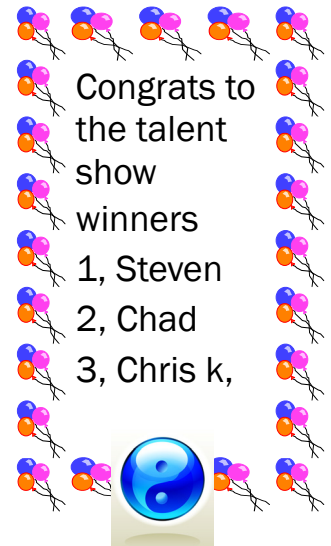 Congrats to
the talent
show
winners
1, Steven
2, Chad
3, Chris k,